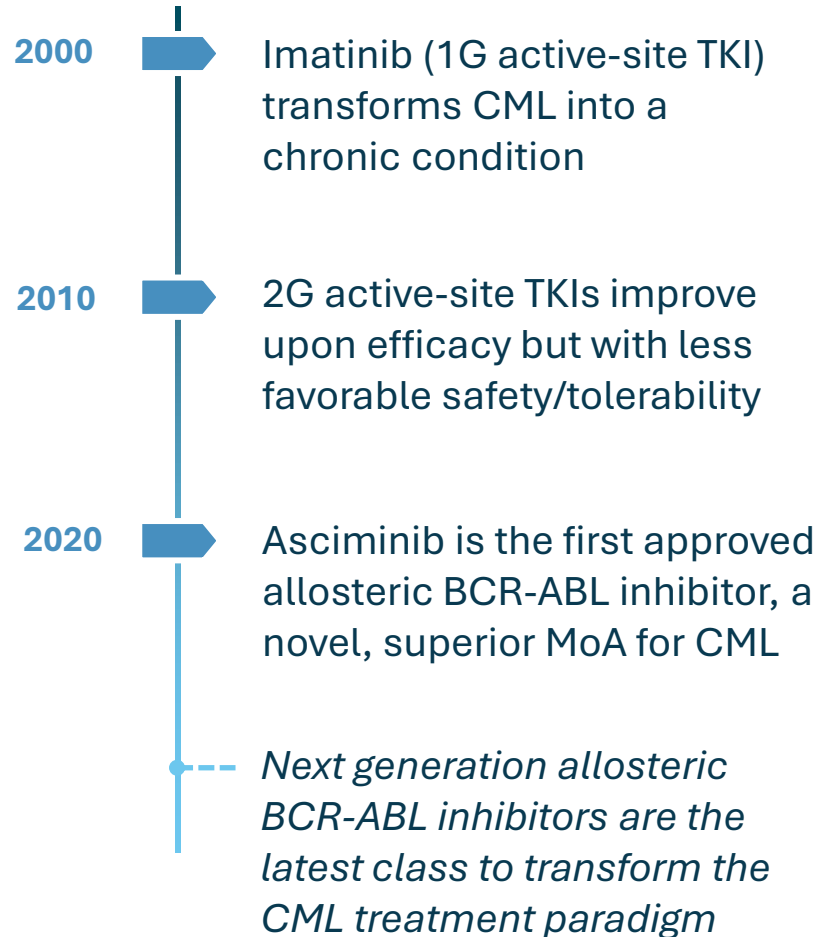 2000
Imatinib (1G active-site TKI)
transforms CML into a
chronic condition
2010
2G active-site TKIs improve
upon efficacy but with less
favorable safety/tolerability
2020
Asciminib is the first approved
allosteric BCR-ABL inhibitor, a
novel, superior MoA for CML
Next generation allosteric
BCR-ABL inhibitors are the
latest class to transform the
CML treatment paradigm